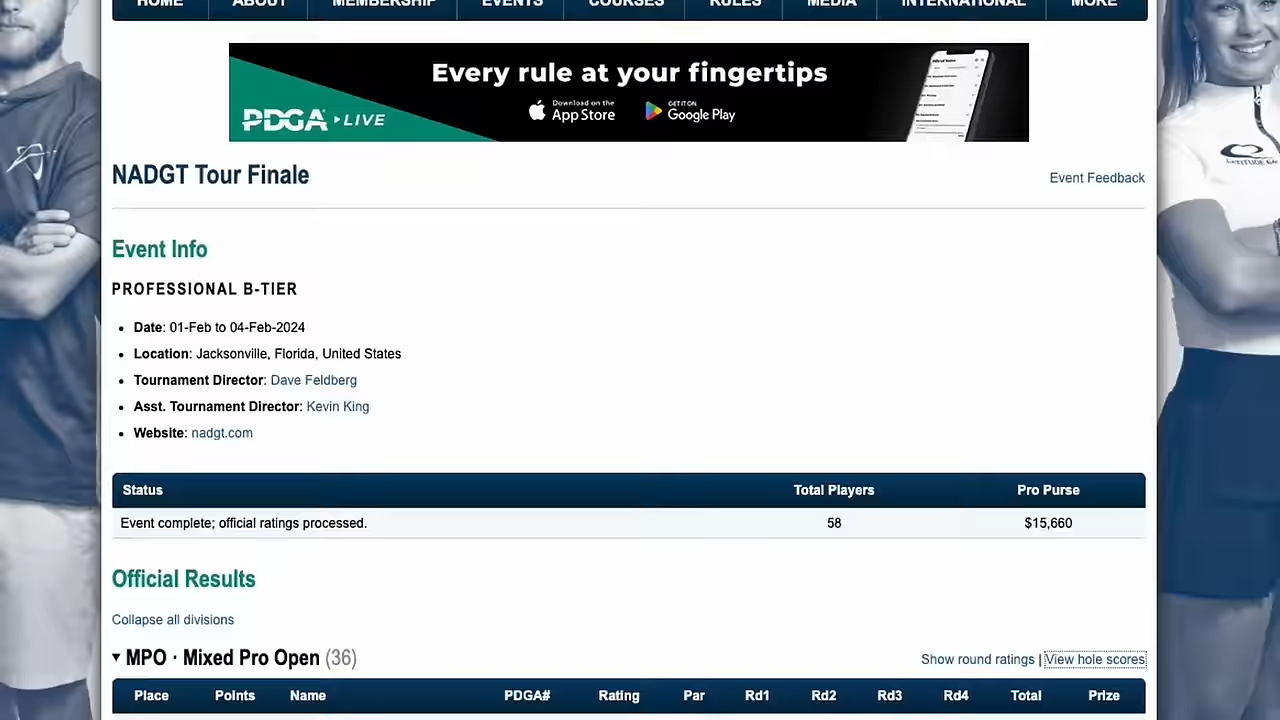 HOME ABOUT MEMBERSHIP EVENTS COURSES RULES MEDIA INTERNATIONAL MORE
Every rule at your fingertips
PDGA LIVE
Download on the App Store
GET IT ON Google Play
NADGT Tour Finale
Event Feedback
Event Info
PROFESSIONAL B-TIER
Date: 01-Feb to 04-Feb-2024
Location: Jacksonville, Florida, United States
Tournament Director: Dave Feldberg
Asst. Tournament Director: Kevin King
Website: nadgt.com
Status Total Players Pro Purse
Event complete; official ratings processed. 58 $15,660
Official Results
Collapse all divisions
MPO · Mixed Pro Open (36)
Show round ratings | View hole scores
Place Points Name PDGA# Rating Par Rd1 Rd2 Rd3 Rd4 Total Prize